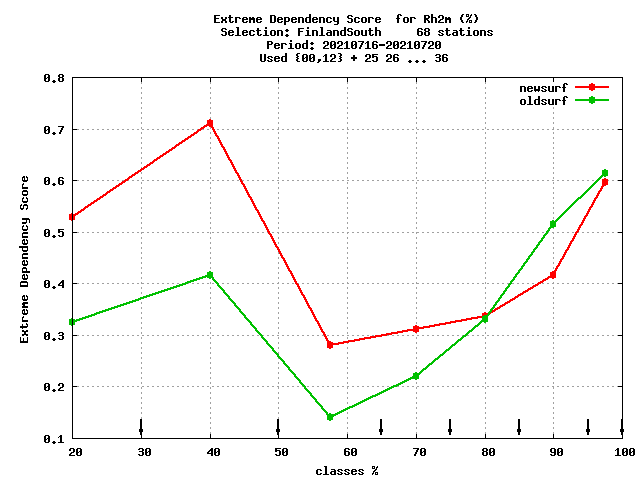 Extreme Dependency Score  for Rh2m (%)
Selection: FinlandSouth     68 stations
Period: 20210716-20210720
Used {00,12} + 25 26 ... 36
newsurf
oldsurf
0.8
0.7
0.6
0.5
0.4
0.3
0.2
0.1
Extreme Dependency Score
20 30 40 50 60 70 80 90 100
classes %